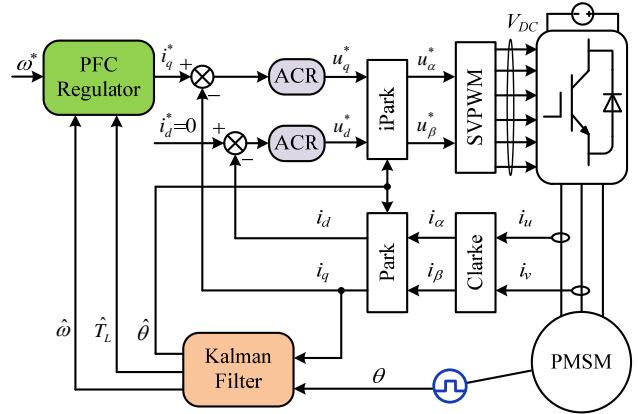 V_DC
ω*
PFC
Regulator
i_q^*
+
−
ACR
u_q^*
iPark
u_α^*
SVPWM
i_d^*=0
+
−
ACR
u_d^*
u_β^*
i_d
Park
i_α
Clarke
i_u
i_q
i_β
i_v
ω̂
T̂_L
θ̂
Kalman
Filter
θ
PMSM